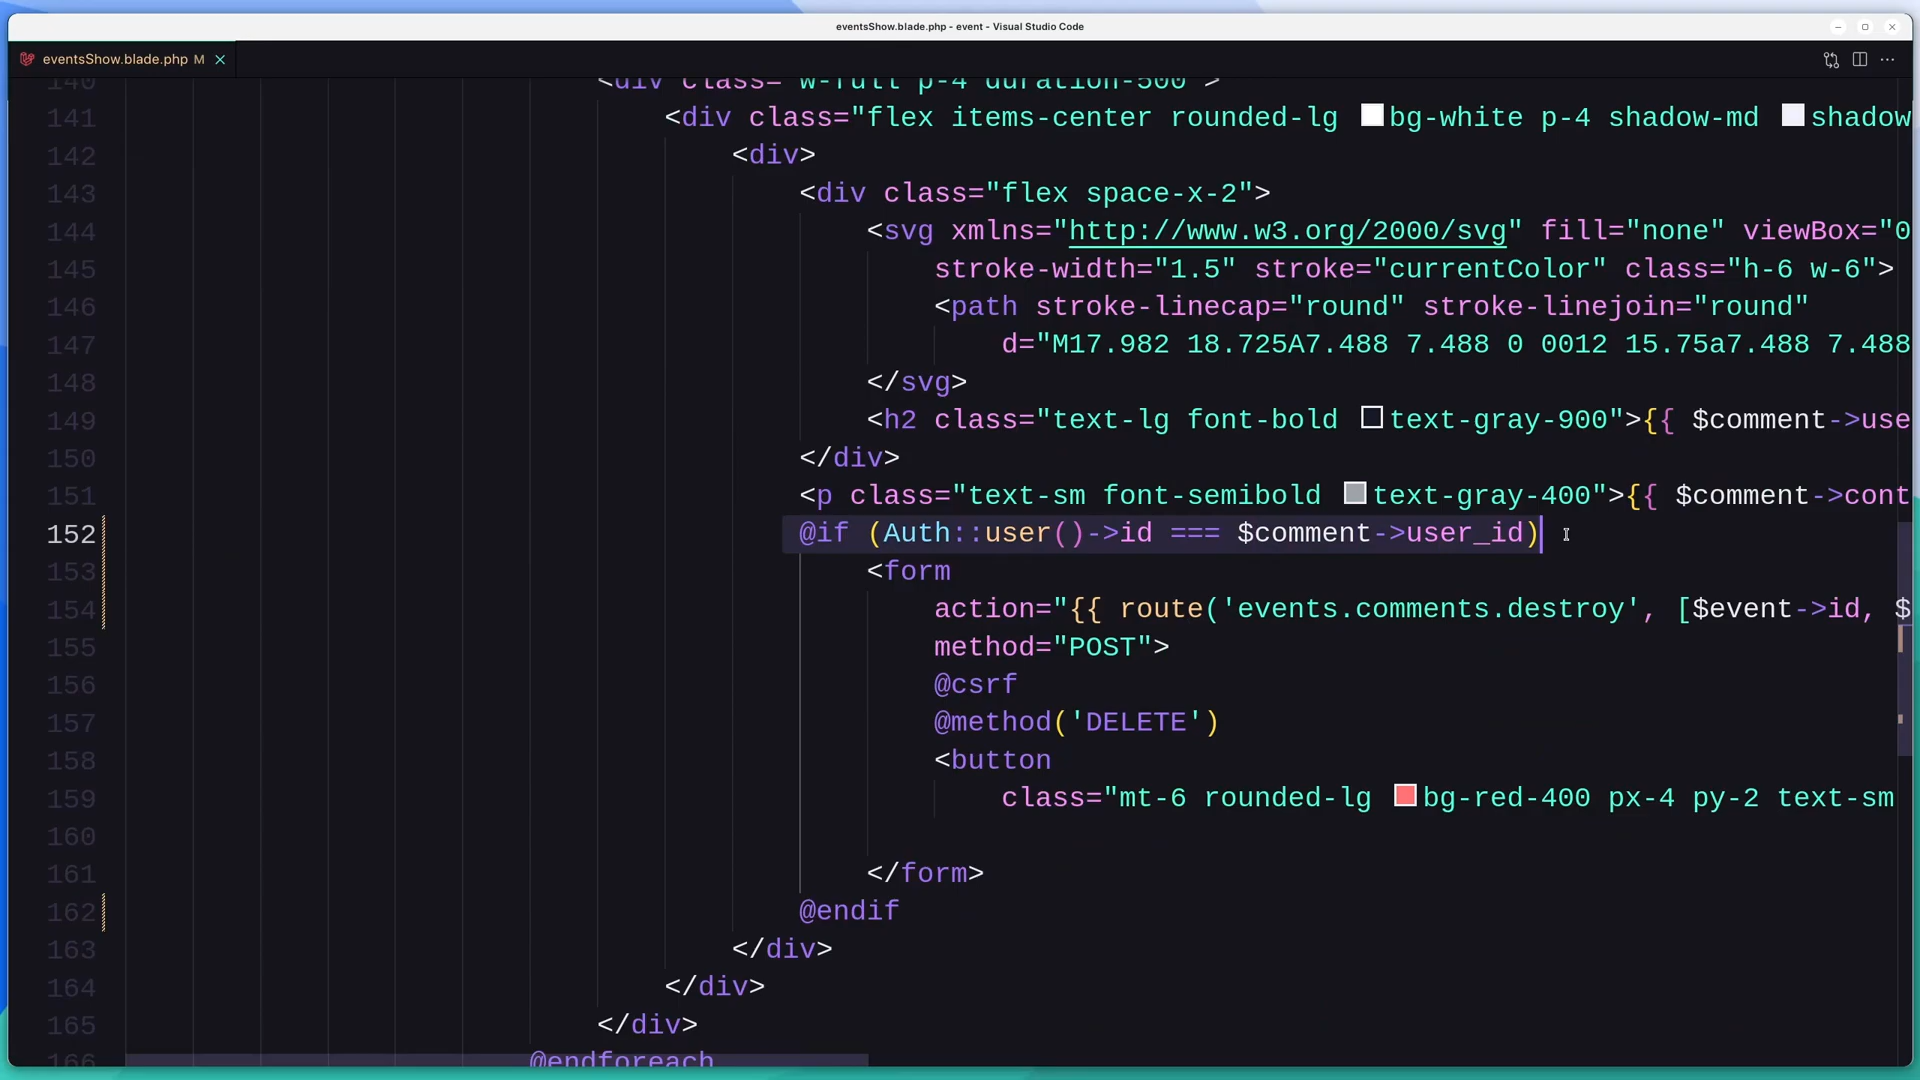 eventsShow.blade.php - event - Visual Studio Code
eventsShow.blade.php M
140 <div class="w-full p-4 duration-500">
141 <div class="flex items-center rounded-lg bg-white p-4 shadow-md shadow
142 <div>
143 <div class="flex space-x-2">
144 <svg xmlns="http://www.w3.org/2000/svg" fill="none" viewBox="0
145 stroke-width="1.5" stroke="currentColor" class="h-6 w-6">
146 <path stroke-linecap="round" stroke-linejoin="round"
147 d="M17.982 18.725A7.488 7.488 0 0012 15.75a7.488 7.488
148 </svg>
149 <h2 class="text-lg font-bold text-gray-900">{{ $comment->use
150 </div>
151 <p class="text-sm font-semibold text-gray-400">{{ $comment->cont
152 @if (Auth::user()->id === $comment->user_id)
153 <form
154 action="{{ route('events.comments.destroy', [$event->id, $
155 method="POST">
156 @csrf
157 @method('DELETE')
158 <button
159 class="mt-6 rounded-lg bg-red-400 px-4 py-2 text-sm
160
161 </form>
162 @endif
163 </div>
164 </div>
165 </div>
166 @endforeach